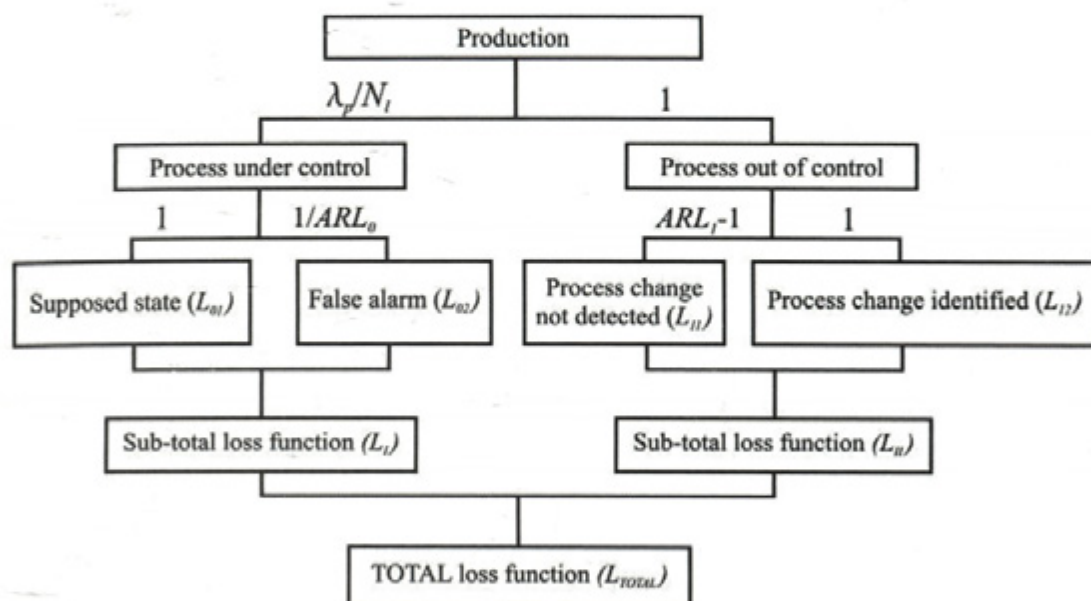 Production
λp/N1 1
Process under control Process out of control
1 1/ARL0 ARL1-1 1
Supposed state (L01) False alarm (L02) Process change
not detected (L11) Process change identified (L12)
Sub-total loss function (LI) Sub-total loss function (LII)
TOTAL loss function (LTOTAL)